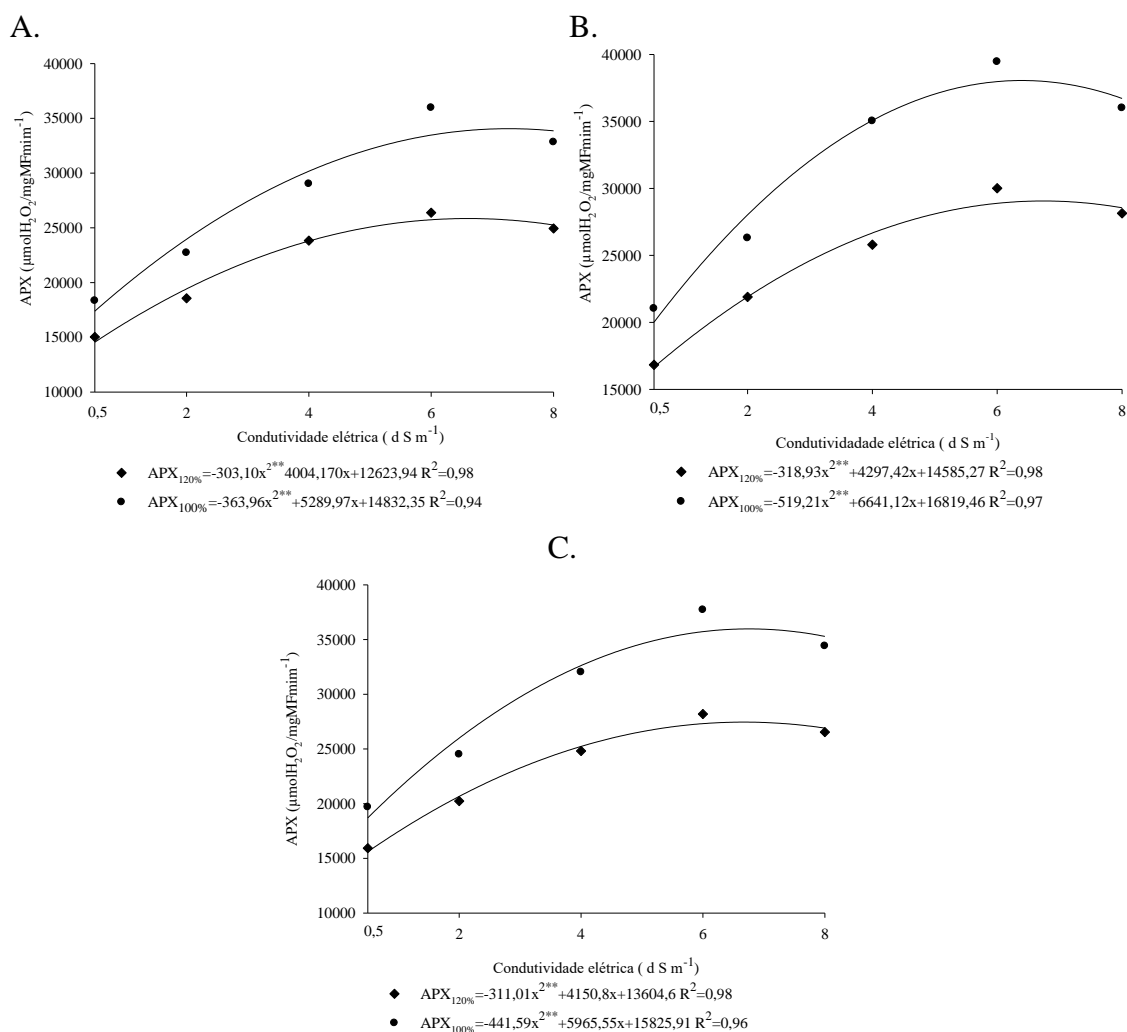 A.
40000
35000
30000
25000
20000
15000
10000
APX (µmolH₂O₂/mgMFmim⁻¹)
0,5 2 4 6 8
Condutividade elétrica ( d S m⁻¹)
◆ APX₁₂₀%=-303,10x²**4004,170x+12623,94 R²=0,98
● APX₁₀₀%=-363,96x²**+5289,97x+14832,35 R²=0,94
B.
40000
35000
30000
25000
20000
15000
APX (µmolH₂O₂/mgMFmim⁻¹)
0,5 2 4 6 8
Condutividadade elétrica ( d S m⁻¹)
◆ APX₁₂₀%=-318,93x²**+4297,42x+14585,27 R²=0,98
● APX₁₀₀%=-519,21x²**+6641,12x+16819,46 R²=0,97
C.
40000
35000
30000
25000
20000
15000
10000
APX (µmolH₂O₂/mgMFmim⁻¹)
0,5 2 4 6 8
Condutividade elétrica ( d S m⁻¹)
◆ APX₁₂₀%=-311,01x²**+4150,8x+13604,6 R²=0,98
● APX₁₀₀%=-441,59x²**+5965,55x+15825,91 R²=0,96